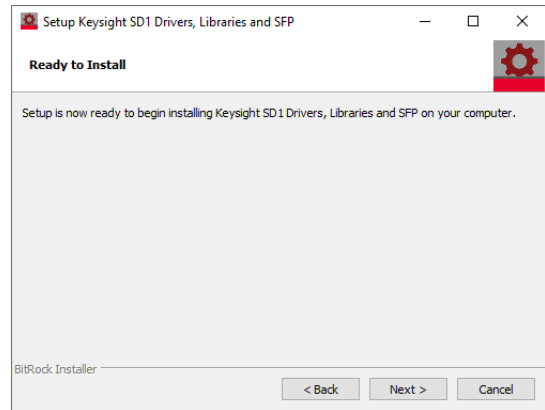 Setup Keysight SD1 Drivers, Libraries and SFP
Ready to Install
Setup is now ready to begin installing Keysight SD1 Drivers, Libraries and SFP on your computer.
BitRock Installer
< Back Next > Cancel